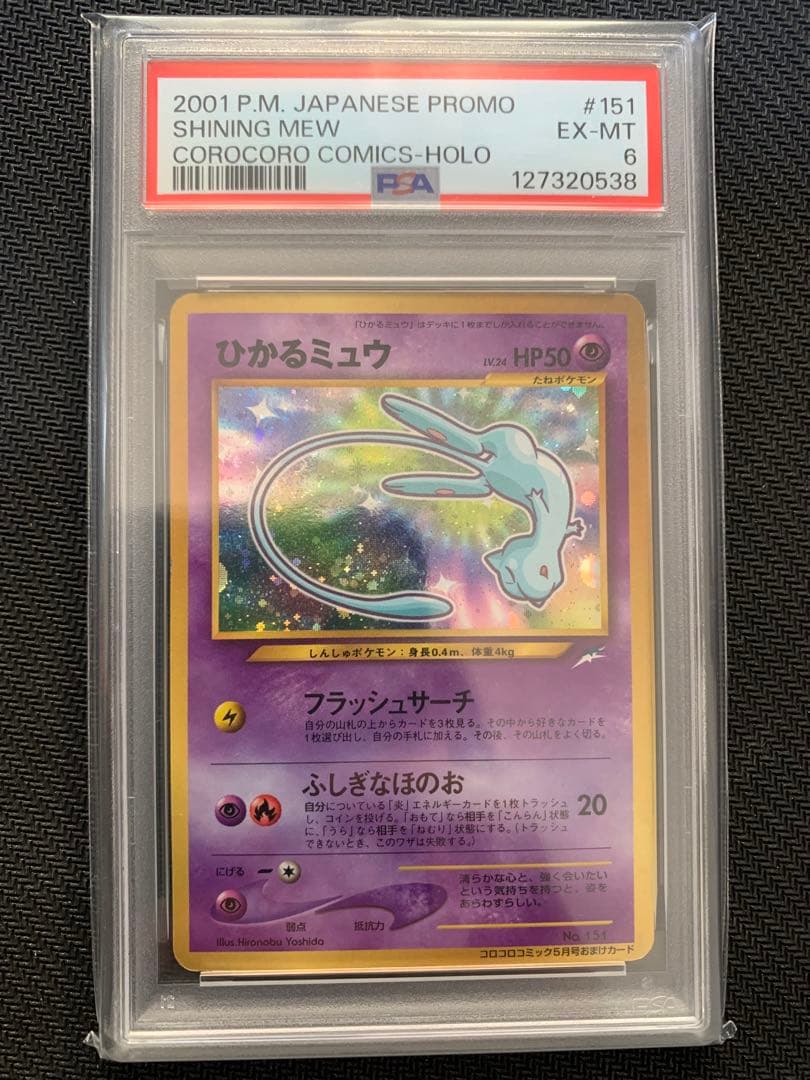 2001 P.M. JAPANESE PROMO #151
SHINING MEW EX-MT
COROCORO COMICS-HOLO 6
PSA 127320538
「ひかるミュウ」はデッキに1枚までしか入れることができません。
ひかるミュウ LV.24 HP50
たねポケモン
しんしゅポケモン：身長0.4m、体重4kg
フラッシュサーチ
自分の山札の上からカードを3枚見る。その中から好きなカードを
1枚選び出し、自分の手札に加える。その後、その山札をよく切る。
ふしぎなほのお
自分についている「炎」エネルギーカードを1枚トラッシュ
し、コインを投げる。「おもて」なら相手を「こんらん」状態
に、「うら」なら相手を「ねむり」状態にする。（トラッシュ
できないとき、このワザは失敗する。）
20
にげる
清らかな心と、強く会いたい
という気持ちを持つと、姿を
あらわすらしい。
弱点 抵抗力
Illus.Hironobu Yoshida
No.151
コロコロコミック5月号おまけカード